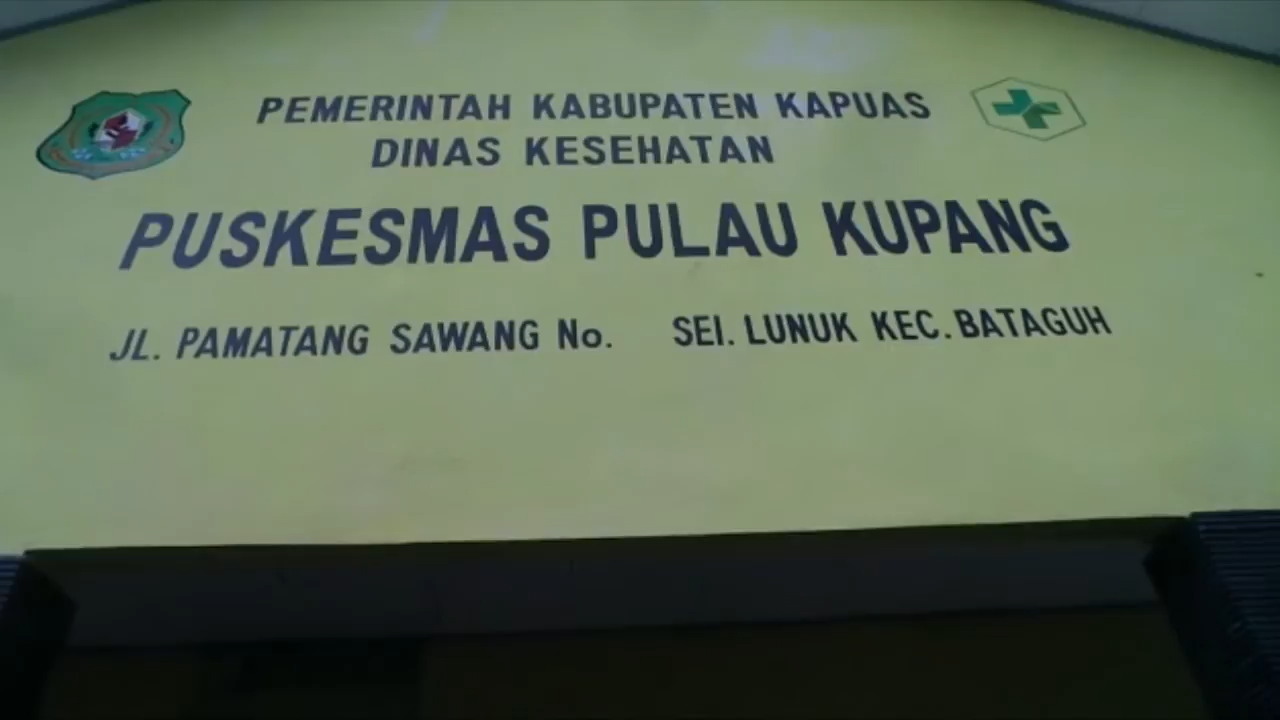 PEMERINTAH KABUPATEN KAPUAS
DINAS KESEHATAN
PUSKESMAS PULAU KUPANG
JL. PAMATANG SAWANG No. SEI. LUNUK KEC. BATAGUH